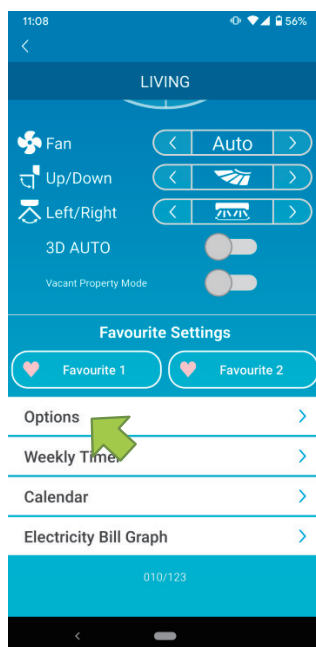 11:08 56%
LIVING
Fan Auto
Up/Down
Left/Right
3D AUTO
Vacant Property Mode
Favourite Settings
Favourite 1 Favourite 2
Options
Weekly Timer
Calendar
Electricity Bill Graph
010/123